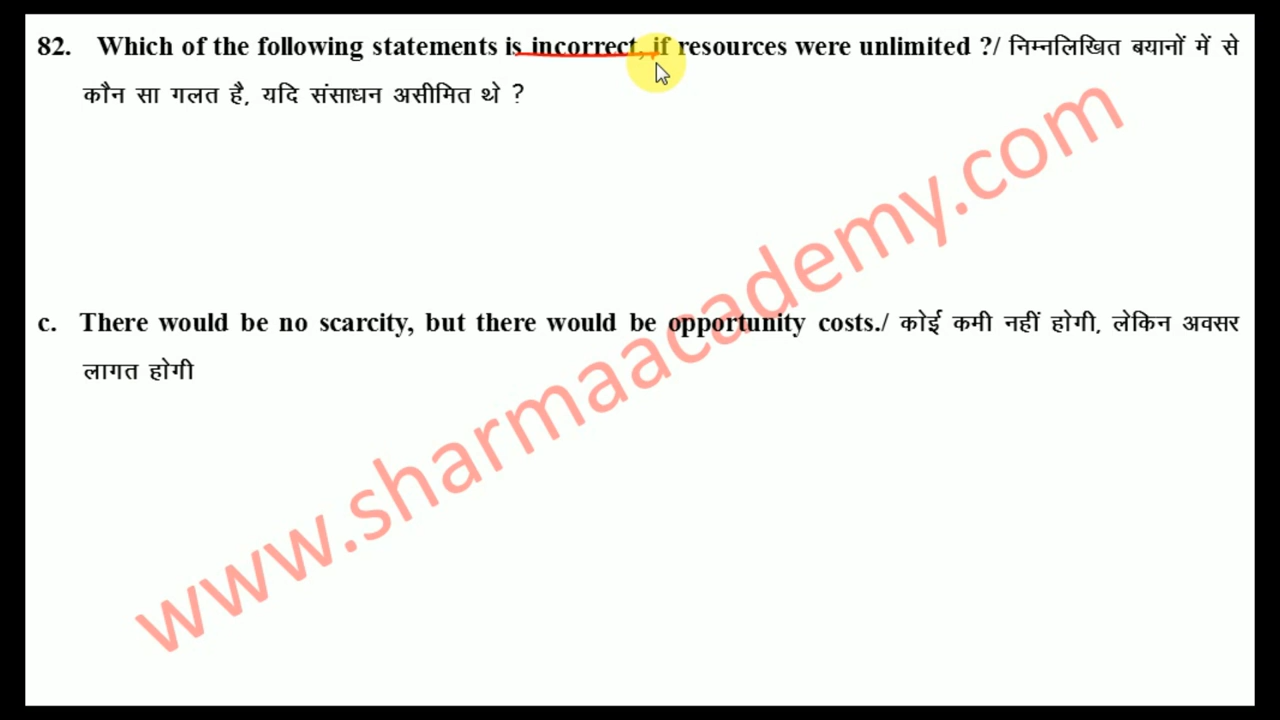 82. Which of the following statements is incorrect, if resources were unlimited ?/ निम्नलिखित बयानों में से
कौन सा गलत है, यदि संसाधन असीमित थे ?
c. There would be no scarcity, but there would be opportunity costs./ कोई कमी नहीं होगी, लेकिन अवसर
लागत होगी
www.sharmaacademy.com